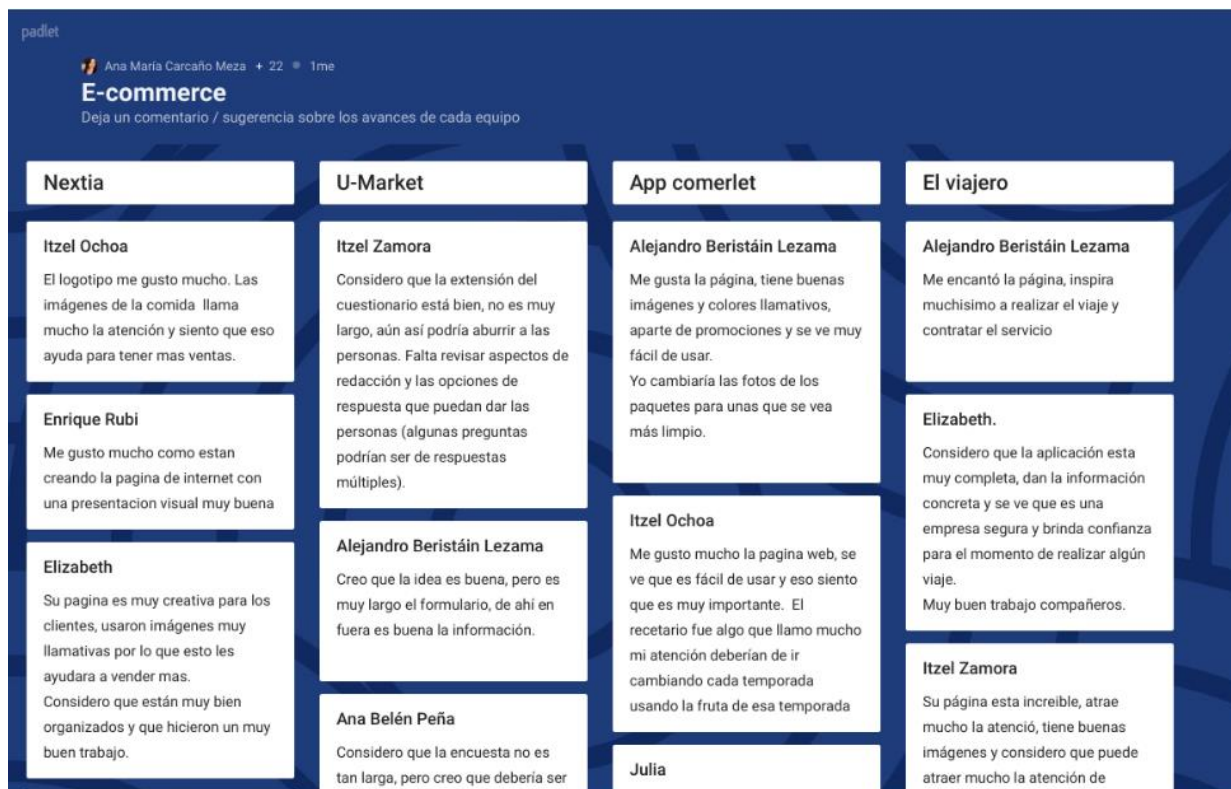 padlet
Ana María Carcaño Meza + 22 1me
E-commerce
Deja un comentario / sugerencia sobre los avances de cada equipo
Nextia
Itzel Ochoa
El logotipo me gusto mucho. Las
imágenes de la comida llama
mucho la atención y siento que eso
ayuda para tener mas ventas.
Enrique Rubi
Me gusto mucho como estan
creando la pagina de internet con
una presentacion visual muy buena
Elizabeth
Su pagina es muy creativa para los
clientes, usaron imágenes muy
llamativas por lo que esto les
ayudara a vender mas.
Considero que están muy bien
organizados y que hicieron un muy
buen trabajo.
U-Market
Itzel Zamora
Considero que la extensión del
cuestionario está bien, no es muy
largo, aún así podría aburrir a las
personas. Falta revisar aspectos de
redacción y las opciones de
respuesta que puedan dar las
personas (algunas preguntas
podrían ser de respuestas
múltiples).
Alejandro Beristáin Lezama
Creo que la idea es buena, pero es
muy largo el formulario, de ahí en
fuera es buena la información.
Ana Belén Peña
Considero que la encuesta no es
tan larga, pero creo que debería ser
App comerlet
Alejandro Beristáin Lezama
Me gusta la página, tiene buenas
imágenes y colores llamativos,
aparte de promociones y se ve muy
fácil de usar.
Yo cambiaría las fotos de los
paquetes para unas que se vea
más limpio.
Itzel Ochoa
Me gusto mucho la pagina web, se
ve que es fácil de usar y eso siento
que es muy importante. El
recetario fue algo que llamo mucho
mi atención deberían de ir
cambiando cada temporada
usando la fruta de esa temporada
Julia
El viajero
Alejandro Beristáin Lezama
Me encantó la página, inspira
muchisimo a realizar el viaje y
contratar el servicio
Elizabeth.
Considero que la aplicación esta
muy completa, dan la información
concreta y se ve que es una
empresa segura y brinda confianza
para el momento de realizar algún
viaje.
Muy buen trabajo compañeros.
Itzel Zamora
Su página esta increible, atrae
mucho la atenció, tiene buenas
imágenes y considero que puede
atraer mucho la atención de